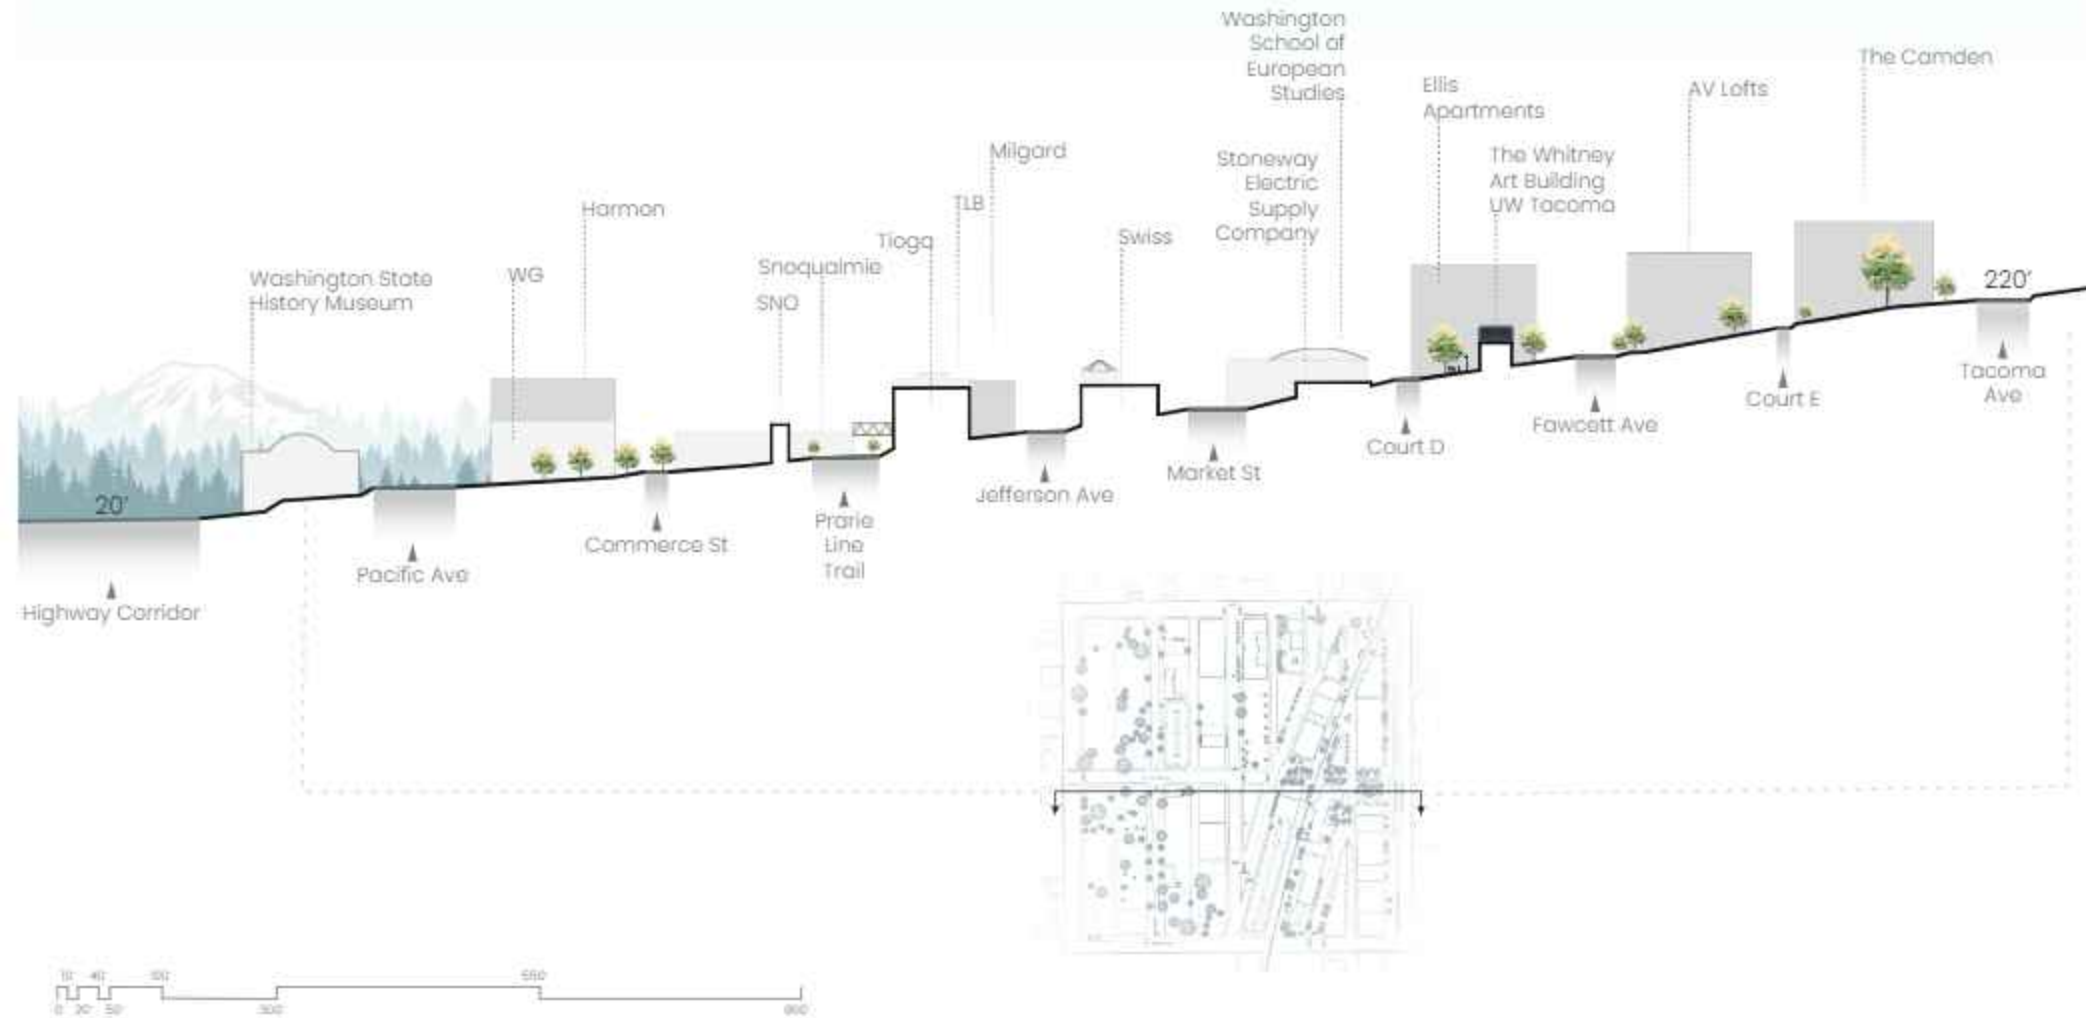 Washington State
History Museum
WG
Harmon
Snoqualmie
SNO
Tioga
TLB
Milgard
Swiss
Washington
School of
European
Studies
Stoneway
Electric
Supply
Company
Ellis
Apartments
The Whitney
Art Building
UW Tacoma
AV Lofts
The Camden
20'
220'
Highway Corridor
Pacific Ave
Commerce St
Prarie
Line
Trail
Jefferson Ave
Market St
Court D
Fawcett Ave
Court E
Tacoma
Ave
10' 40' 100'
0 20' 50' 300'